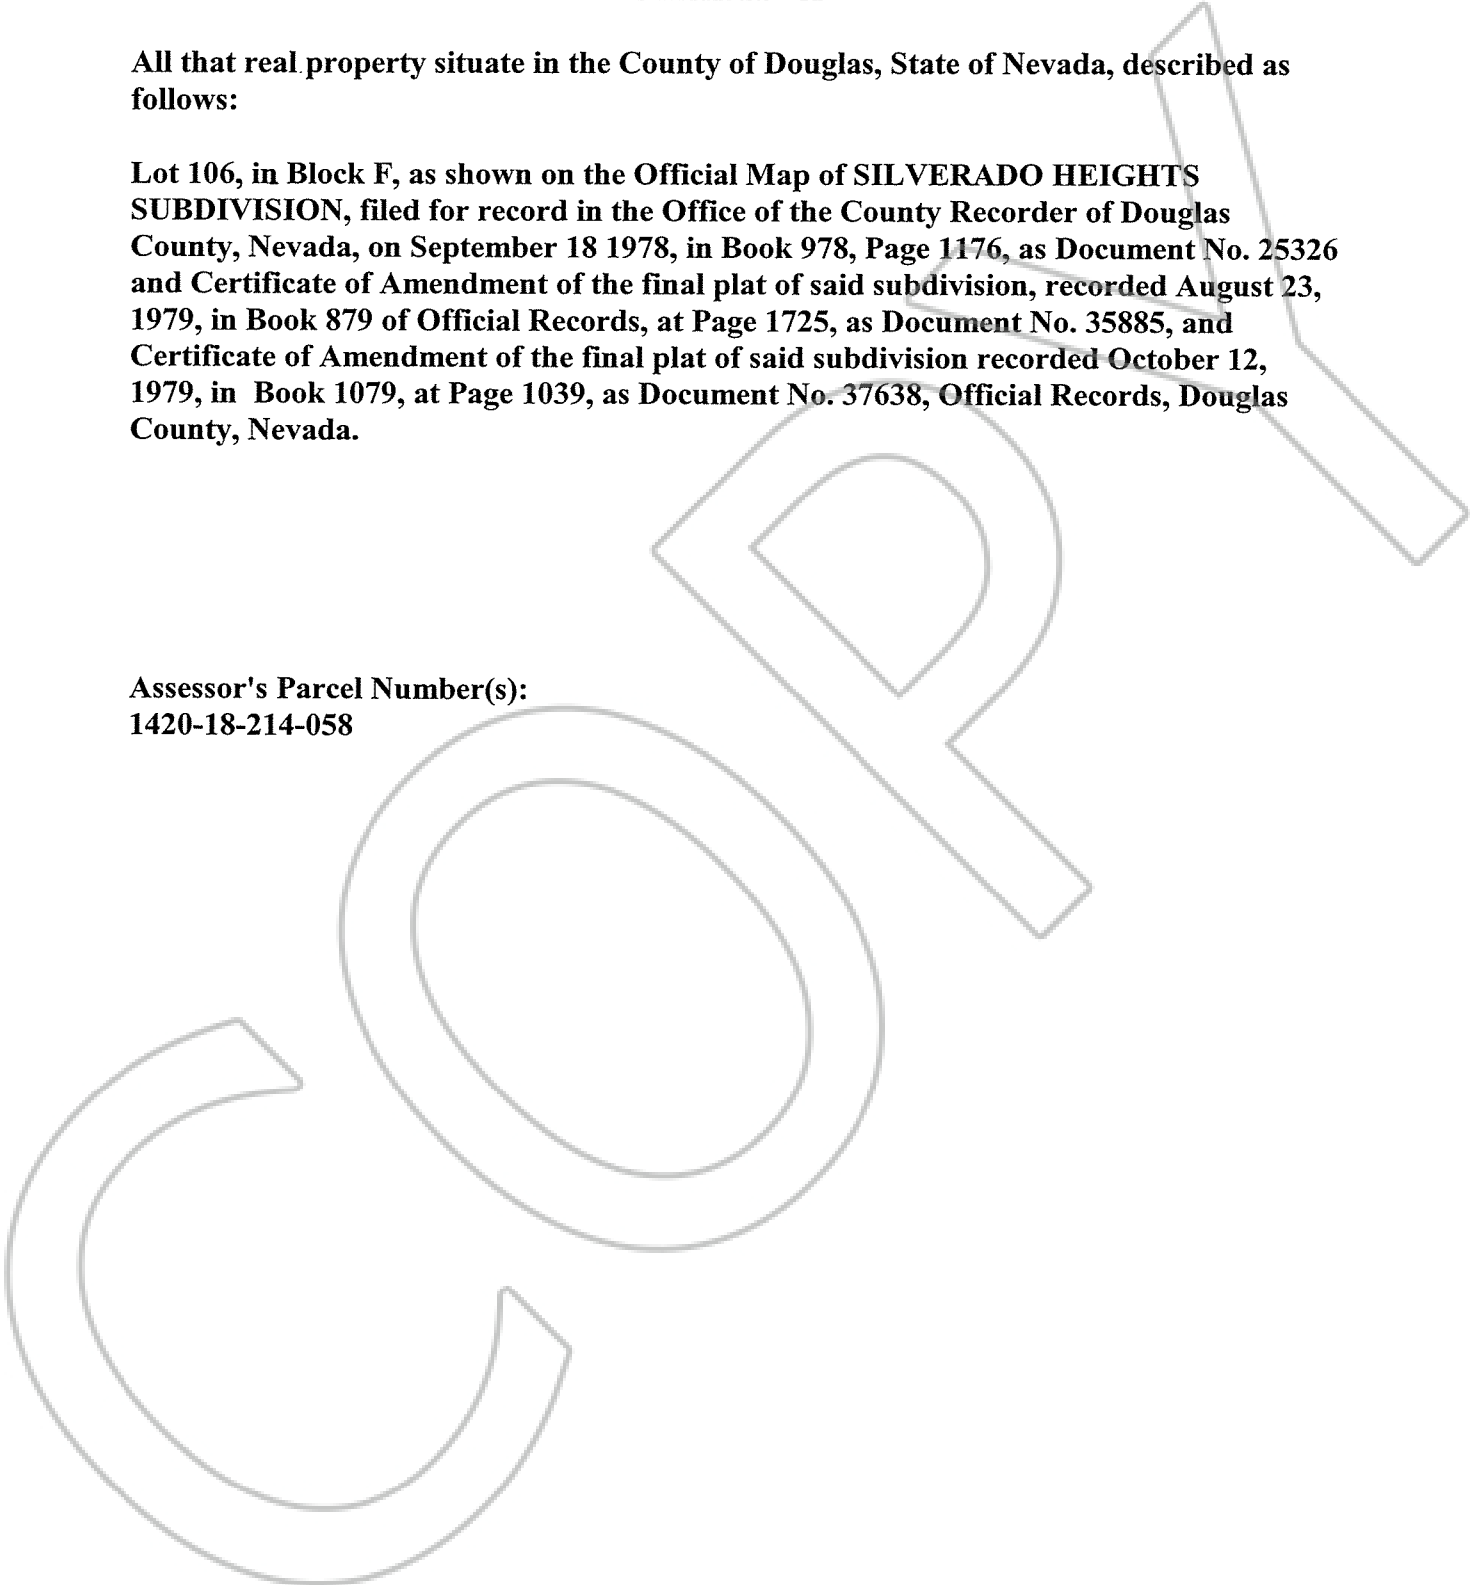 All that real property situate in the County of Douglas, State of Nevada, described as
follows:
Lot 106, in Block F, as shown on the Official Map of SILVERADO HEIGHTS
SUBDIVISION, filed for record in the Office of the County Recorder of Douglas
County, Nevada, on September 18 1978, in Book 978, Page 1176, as Document No. 25326
and Certificate of Amendment of the final plat of said subdivision, recorded August 23,
1979, in Book 879 of Official Records, at Page 1725, as Document No. 35885, and
Certificate of Amendment of the final plat of said subdivision recorded October 12,
1979, in  Book 1079, at Page 1039, as Document No. 37638, Official Records, Douglas
County, Nevada.
Assessor's Parcel Number(s):
1420-18-214-058
COPY